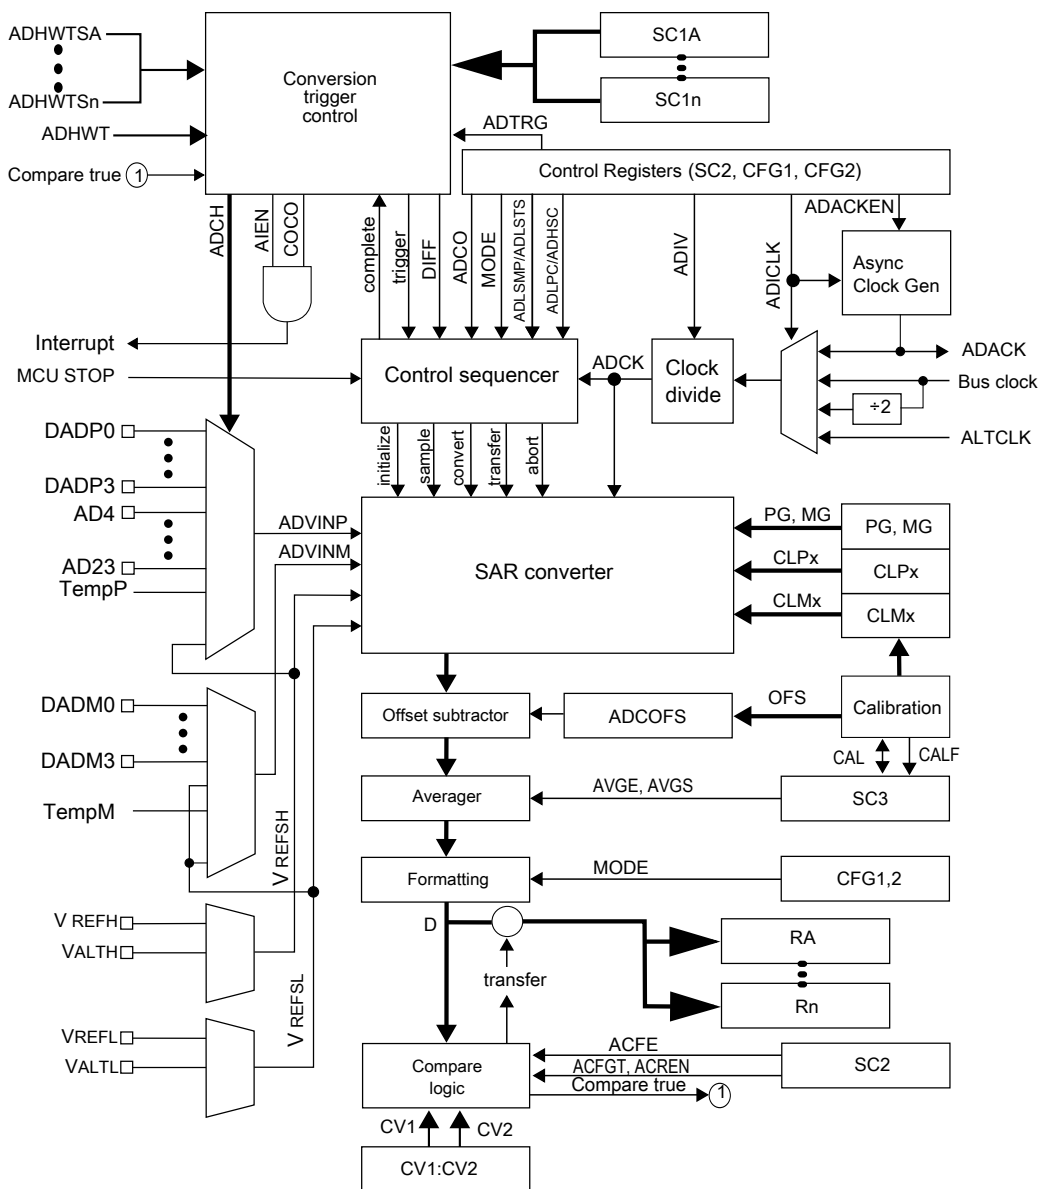 ADHWTSA
ADHWTSn
ADHWT
Compare true 1
Conversion
trigger
control
SC1A
SC1n
ADTRG
Control Registers (SC2, CFG1, CFG2)
ADCH
AIEN
COCO
complete
trigger
DIFF
ADCO
MODE
ADLSMP/ADLSTS
ADLPC/ADHSC
ADIV
ADICLK
ADACKEN
Async
Clock Gen
Interrupt
MCU STOP
Control sequencer
ADCK
Clock
divide
ADACK
Bus clock
÷2
ALTCLK
DADP0
DADP3
AD4
AD23
TempP
initialize
sample
convert
transfer
abort
ADVINP
ADVINM
SAR converter
PG, MG
PG, MG
CLPx
CLPx
CLMx
CLMx
DADM0
DADM3
TempM
Offset subtractor
ADCOFS
OFS
Calibration
CAL
CALF
Averager
AVGE, AVGS
SC3
V REFSH
Formatting
MODE
CFG1,2
V REFH
VALTH
D
RA
Rn
transfer
V REFSL
VREFL
VALTL
Compare
logic
ACFE
ACFGT, ACREN
Compare true
1
SC2
CV1
CV2
CV1:CV2